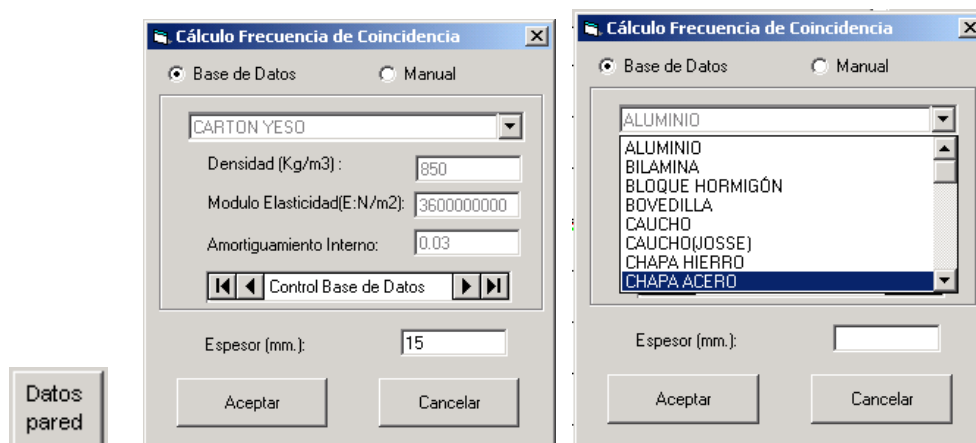 Datos
pared
Cálculo Frecuencia de Coincidencia
Base de Datos Manual
CARTON YESO
Densidad (Kg/m3) : 850
Modulo Elasticidad(E:N/m2): 3600000000
Amortiguamiento Interno: 0.03
Control Base de Datos
Espesor (mm.): 15
Aceptar Cancelar
Cálculo Frecuencia de Coincidencia
Base de Datos Manual
ALUMINIO
ALUMINIO
BILAMINA
BLOQUE HORMIGÓN
BOVEDILLA
CAUCHO
CAUCHO(JOSSE)
CHAPA HIERRO
CHAPA ACERO
Espesor (mm.):
Aceptar Cancelar